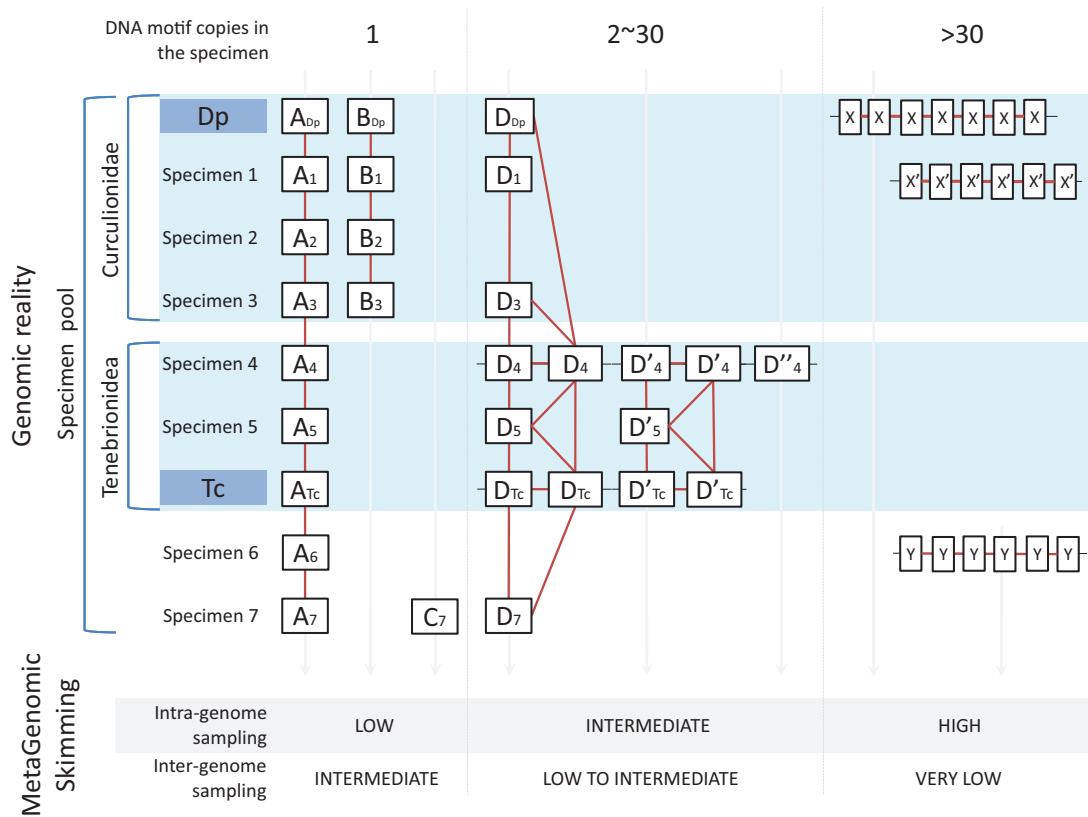 DNA motif copies in
the specimen
1
2~30
>30
Genomic reality
Specimen pool
Curculionidae
Dp
ADp
BDp
DDp
X X X X X X X
Specimen 1
A1
B1
D1
X' X' X' X' X' X'
Specimen 2
A2
B2
Specimen 3
A3
B3
D3
Tenebrionidea
Specimen 4
A4
D4
D4
D'4
D'4
D''4
Specimen 5
A5
D5
D'5
Tc
ATc
DTc
DTc
D'Tc
D'Tc
Specimen 6
A6
Y Y Y Y Y Y
Specimen 7
A7
C7
D7
MetaGenomic
Skimming
Intra-genome
sampling
LOW
INTERMEDIATE
HIGH
Inter-genome
sampling
INTERMEDIATE
LOW TO INTERMEDIATE
VERY LOW